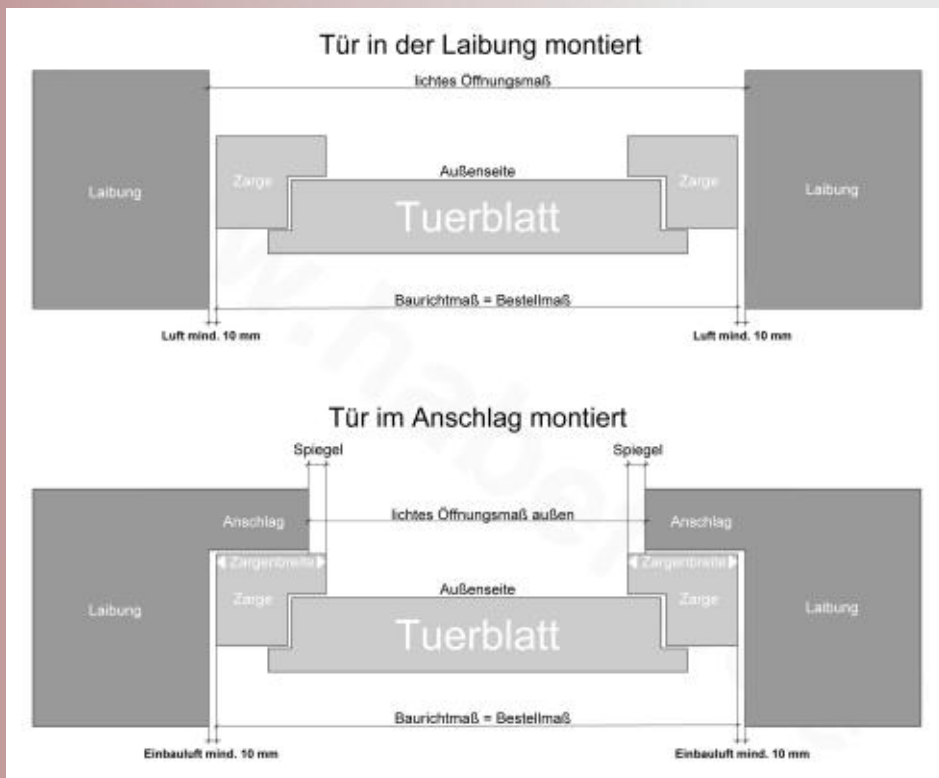 Tür in der Laibung montiert
lichtes Öffnungsmaß
Laibung
Zarge
Außenseite
Zarge
Laibung
Tuerblatt
Baurichtmaß = Bestellmaß
Luft mind. 10 mm
Luft mind. 10 mm
Tür im Anschlag montiert
Spiegel
Spiegel
Anschlag
lichtes Öffnungsmaß außen
Anschlag
Zargenbreite
Zargenbreite
Außenseite
Laibung
Zarge
Zarge
Laibung
Tuerblatt
Baurichtmaß = Bestellmaß
Einbauluft mind. 10 mm
Einbauluft mind. 10 mm